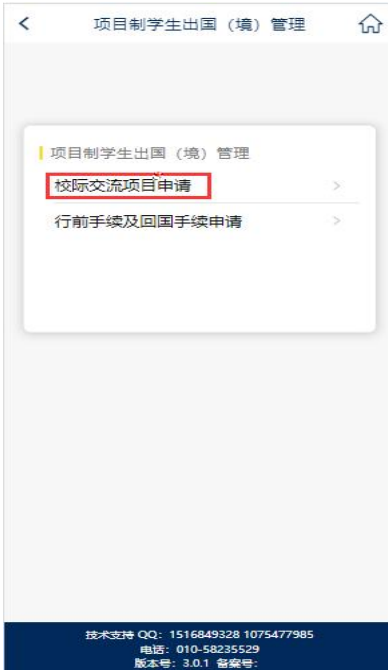 项目制学生出国（境）管理
项目制学生出国（境）管理
校际交流项目申请
行前手续及回国手续申请
技术支持 QQ：1516849328 1075477985
电话：010-58235529
版本号：3.0.1 备案号：